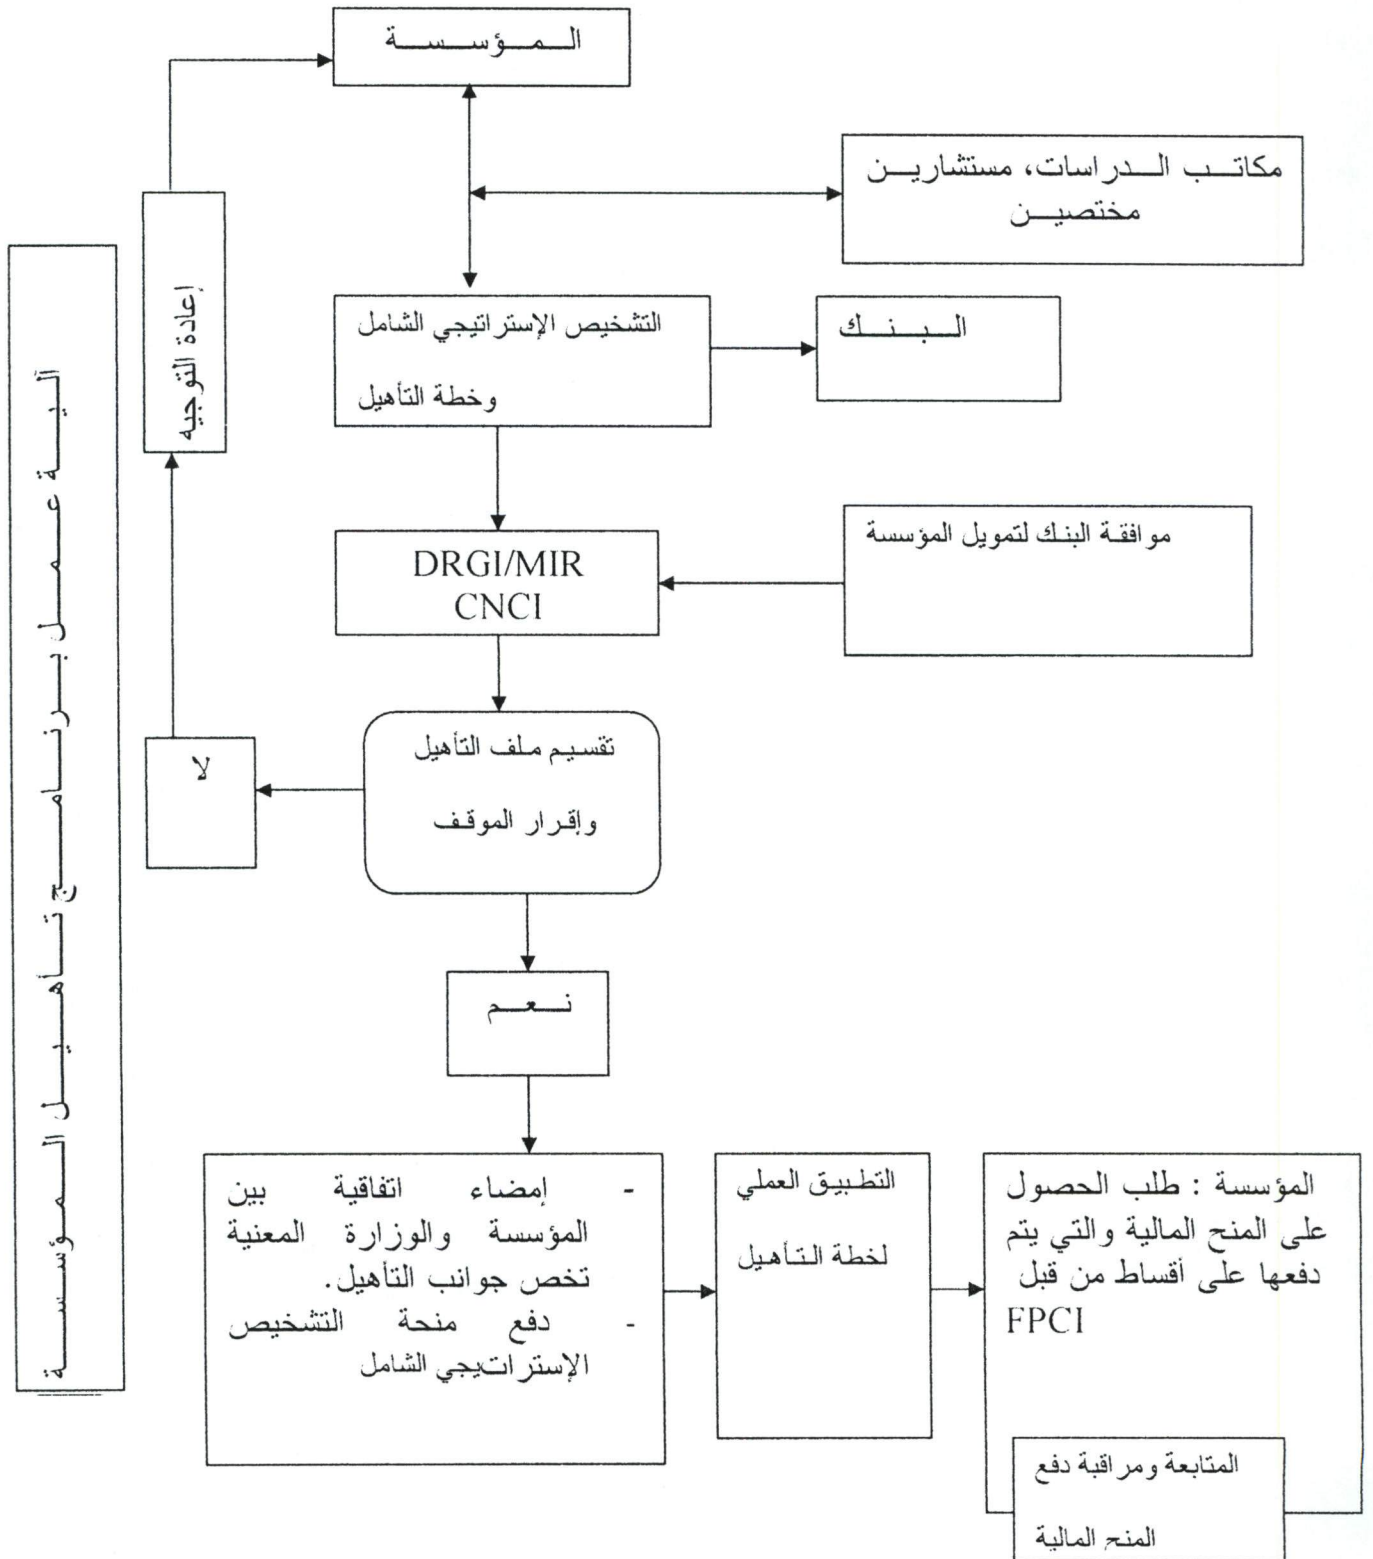 المؤسسة
مكاتب الدراسات، مستشارين
مختصين
إعادة التوجيه
آلية عمل برنامج تأهيل المؤسسة
التشخيص الإستراتيجي الشامل
وخطة التأهيل
البنك
DRGI/MIR
CNCI
موافقة البنك لتمويل المؤسسة
تقسيم ملف التأهيل
وإقرار الموقف
لا
نعم
- إمضاء اتفاقية بين
المؤسسة والوزارة المعنية
تخص جوانب التأهيل.
- دفع منحة التشخيص
الإستراتيجي الشامل
التطبيق العملي
لخطة التأهيل
المؤسسة : طلب الحصول
على المنح المالية والتي يتم
دفعها على أقساط من قبل
FPCI
المتابعة ومراقبة دفع
المنح المالية